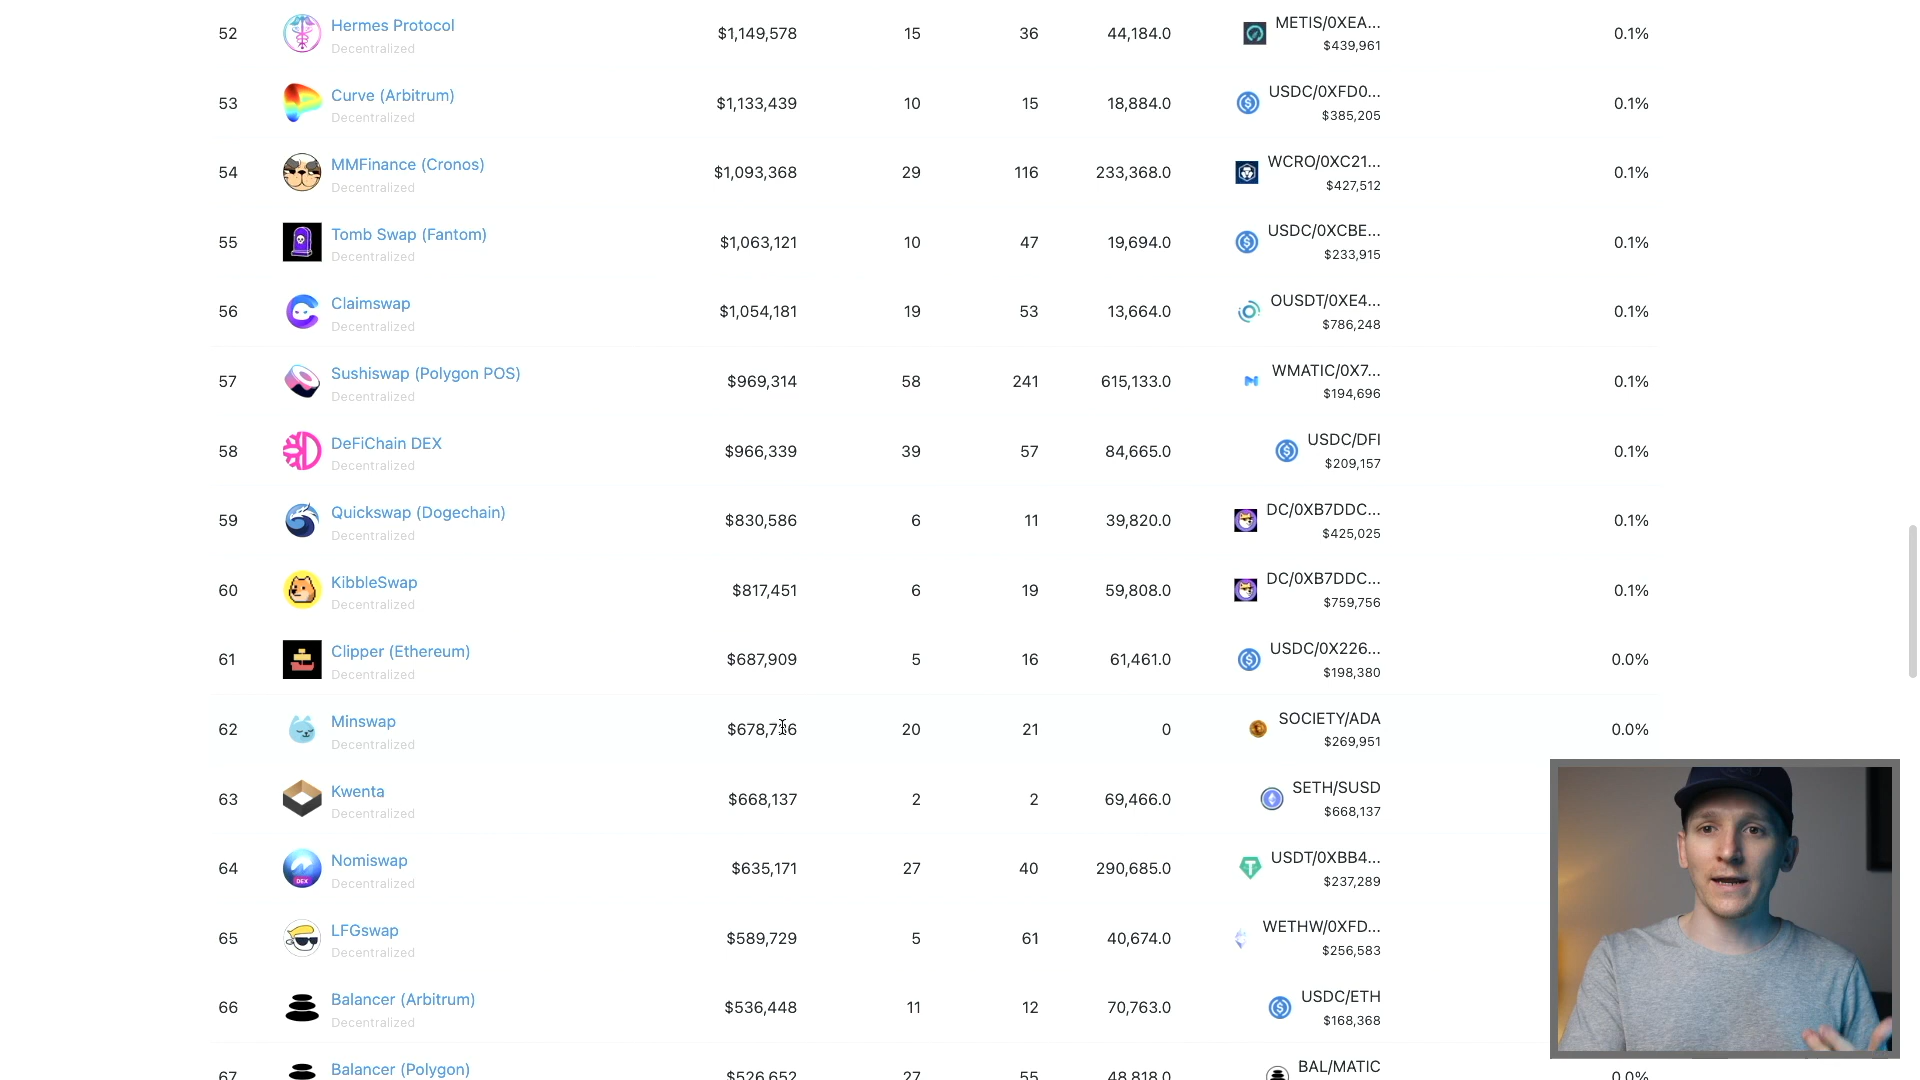 52 Hermes Protocol $1,149,578 15 36 44,184.0 METIS/0XEA... 0.1%
Decentralized $439,961
53 Curve (Arbitrum) $1,133,439 10 15 18,884.0 USDC/0XFD0... 0.1%
Decentralized $385,205
54 MMFinance (Cronos) $1,093,368 29 116 233,368.0 WCRO/0XC21... 0.1%
Decentralized $427,512
55 Tomb Swap (Fantom) $1,063,121 10 47 19,694.0 USDC/0XCBE... 0.1%
Decentralized $233,915
56 Claimswap $1,054,181 19 53 13,664.0 OUSDT/0XE4... 0.1%
Decentralized $786,248
57 Sushiswap (Polygon POS) $969,314 58 241 615,133.0 WMATIC/0X7... 0.1%
Decentralized $194,696
58 DeFiChain DEX $966,339 39 57 84,665.0 USDC/DFI 0.1%
Decentralized $209,157
59 Quickswap (Dogechain) $830,586 6 11 39,820.0 DC/0XB7DDC... 0.1%
Decentralized $425,025
60 KibbleSwap $817,451 6 19 59,808.0 DC/0XB7DDC... 0.1%
Decentralized $759,756
61 Clipper (Ethereum) $687,909 5 16 61,461.0 USDC/0X226... 0.0%
Decentralized $198,380
62 Minswap 20 21 0 SOCIETY/ADA 0.0%
Decentralized $269,951
63 Kwenta $668,137 2 2 69,466.0 SETH/SUSD
Decentralized $668,137
64 Nomiswap $635,171 27 40 290,685.0 USDT/0XBB4...
DEX
Decentralized $237,289
65 LFGswap $589,729 5 61 40,674.0 WETHW/0XFD...
Decentralized $256,583
66 Balancer (Arbitrum) $536,448 11 12 70,763.0 USDC/ETH
Decentralized $168,368
67 Balancer (Polygon) $526,652 27 55 48,818.0 BAL/MATIC 0.0%